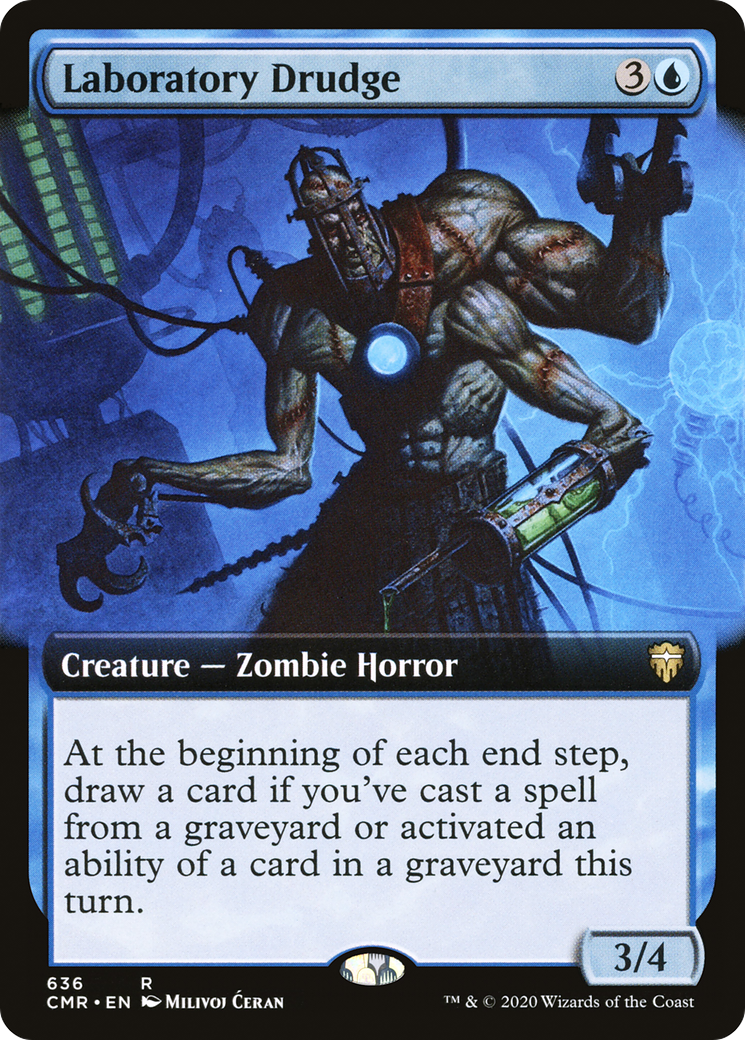 Laboratory Drudge 3
Creature — Zombie Horror
At the beginning of each end step,
draw a card if you've cast a spell
from a graveyard or activated an
ability of a card in a graveyard this
turn.
3/4
636 R
CMR • EN Milivoj Ćeran
™ & © 2020 Wizards of the Coast